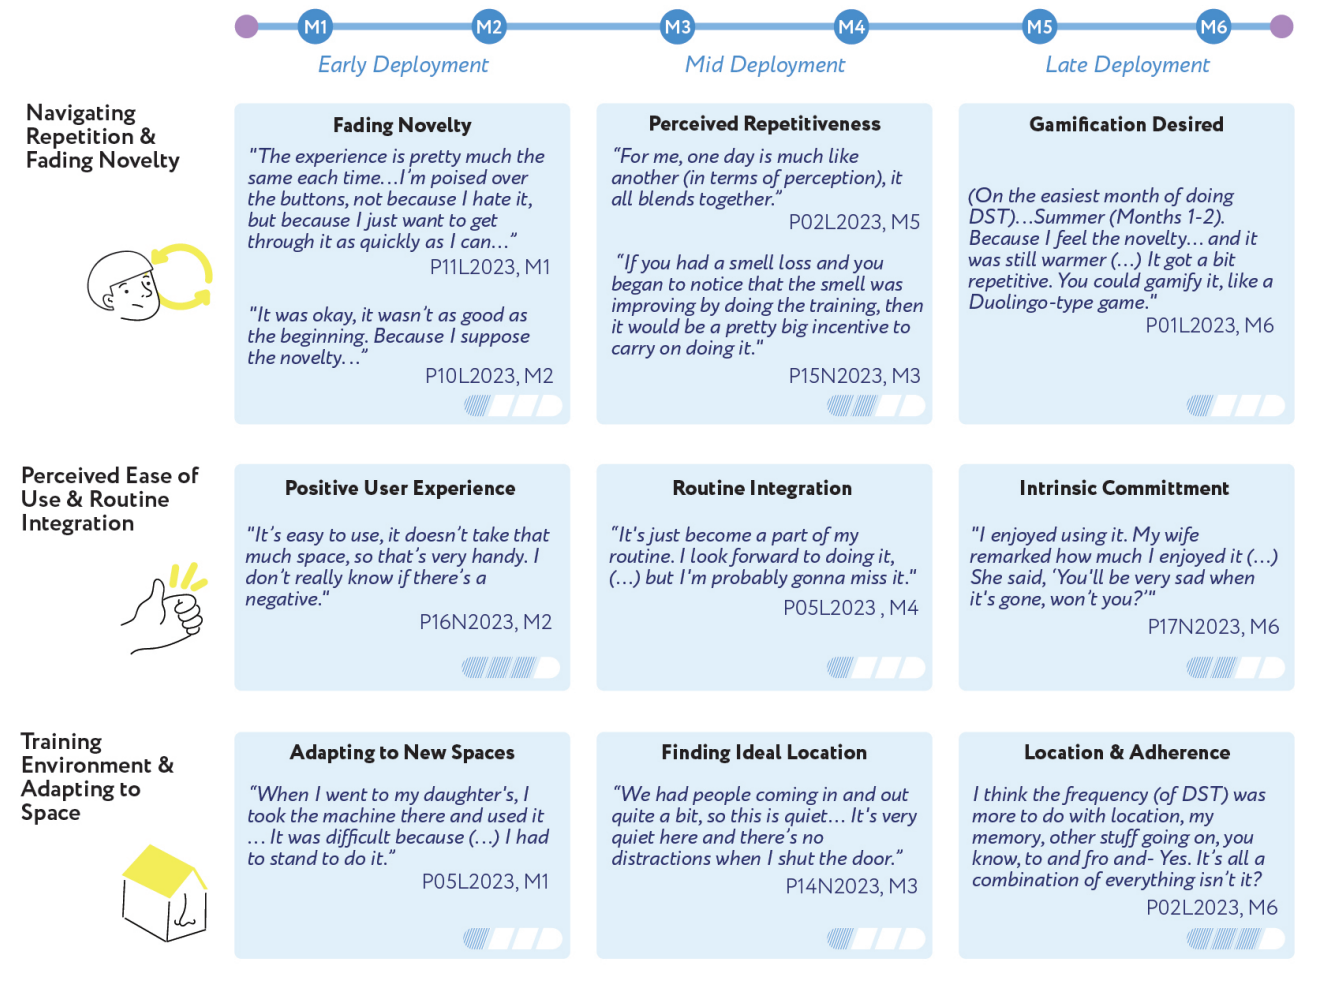 M1 M2 M3 M4 M5 M6
Early Deployment Mid Deployment Late Deployment
Navigating
Repetition &
Fading Novelty
Fading Novelty
"The experience is pretty much the
same each time...I'm poised over
the buttons, not because I hate it,
but because I just want to get
through it as quickly as I can..."
P11L2023, M1
"It was okay, it wasn't as good as
the beginning. Because I suppose
the novelty..."
P10L2023, M2
Perceived Repetitiveness
"For me, one day is much like
another (in terms of perception), it
all blends together."
P02L2023, M5
"If you had a smell loss and you
began to notice that the smell was
improving by doing the training, then
it would be a pretty big incentive to
carry on doing it."
P15N2023, M3
Gamification Desired
(On the easiest month of doing
DST)...Summer (Months 1-2).
Because I feel the novelty... and it
was still warmer (...) It got a bit
repetitive. You could gamify it, like a
Duolingo-type game."
P01L2023, M6
Perceived Ease of
Use & Routine
Integration
Positive User Experience
"It's easy to use, it doesn't take that
much space, so that's very handy. I
don't really know if there's a
negative."
P16N2023, M2
Routine Integration
"It's just become a part of my
routine. I look forward to doing it,
(...) but I'm probably gonna miss it."
P05L2023 , M4
Intrinsic Committment
"I enjoyed using it. My wife
remarked how much I enjoyed it (...)
She said, 'You'll be very sad when
it's gone, won't you?'"
P17N2023, M6
Training
Environment &
Adapting to
Space
Adapting to New Spaces
"When I went to my daughter's, I
took the machine there and used it
... It was difficult because (...) I had
to stand to do it."
P05L2023, M1
Finding Ideal Location
"We had people coming in and out
quite a bit, so this is quiet... It's very
quiet here and there's no
distractions when I shut the door."
P14N2023, M3
Location & Adherence
I think the frequency (of DST) was
more to do with location, my
memory, other stuff going on, you
know, to and fro and- Yes. It's all a
combination of everything isn't it?
P02L2023, M6